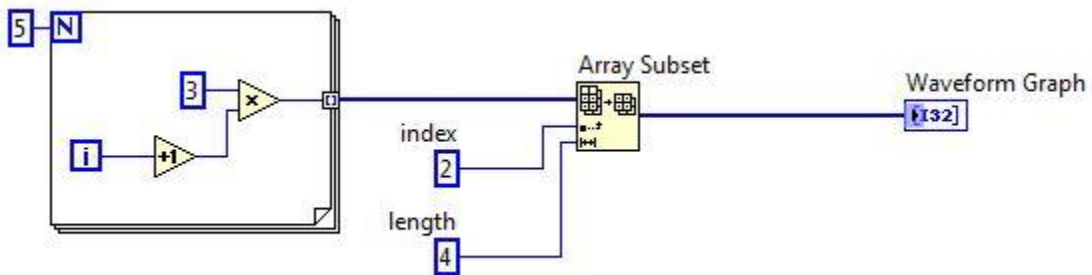 5 N
3 x
i +1
Array Subset
index
2
length
4
Waveform Graph
[I32]